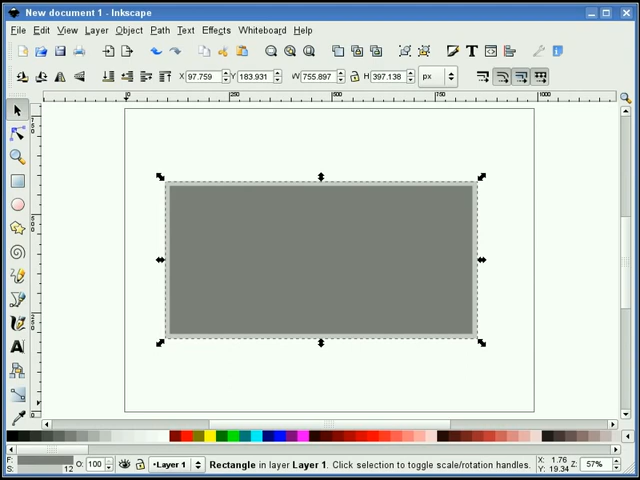 New document 1 - Inkscape
File Edit View Layer Object Path Text Effects Whiteboard Help
X 97.759 Y 183.931 W 755.897 H 397.138 px
0 250 500 750 1000
A
F:
S: 12
O: 100
•Layer 1
Rectangle in layer Layer 1. Click selection to toggle scale/rotation handles.
X: 1.76
Y: 19.34
Z: 57%